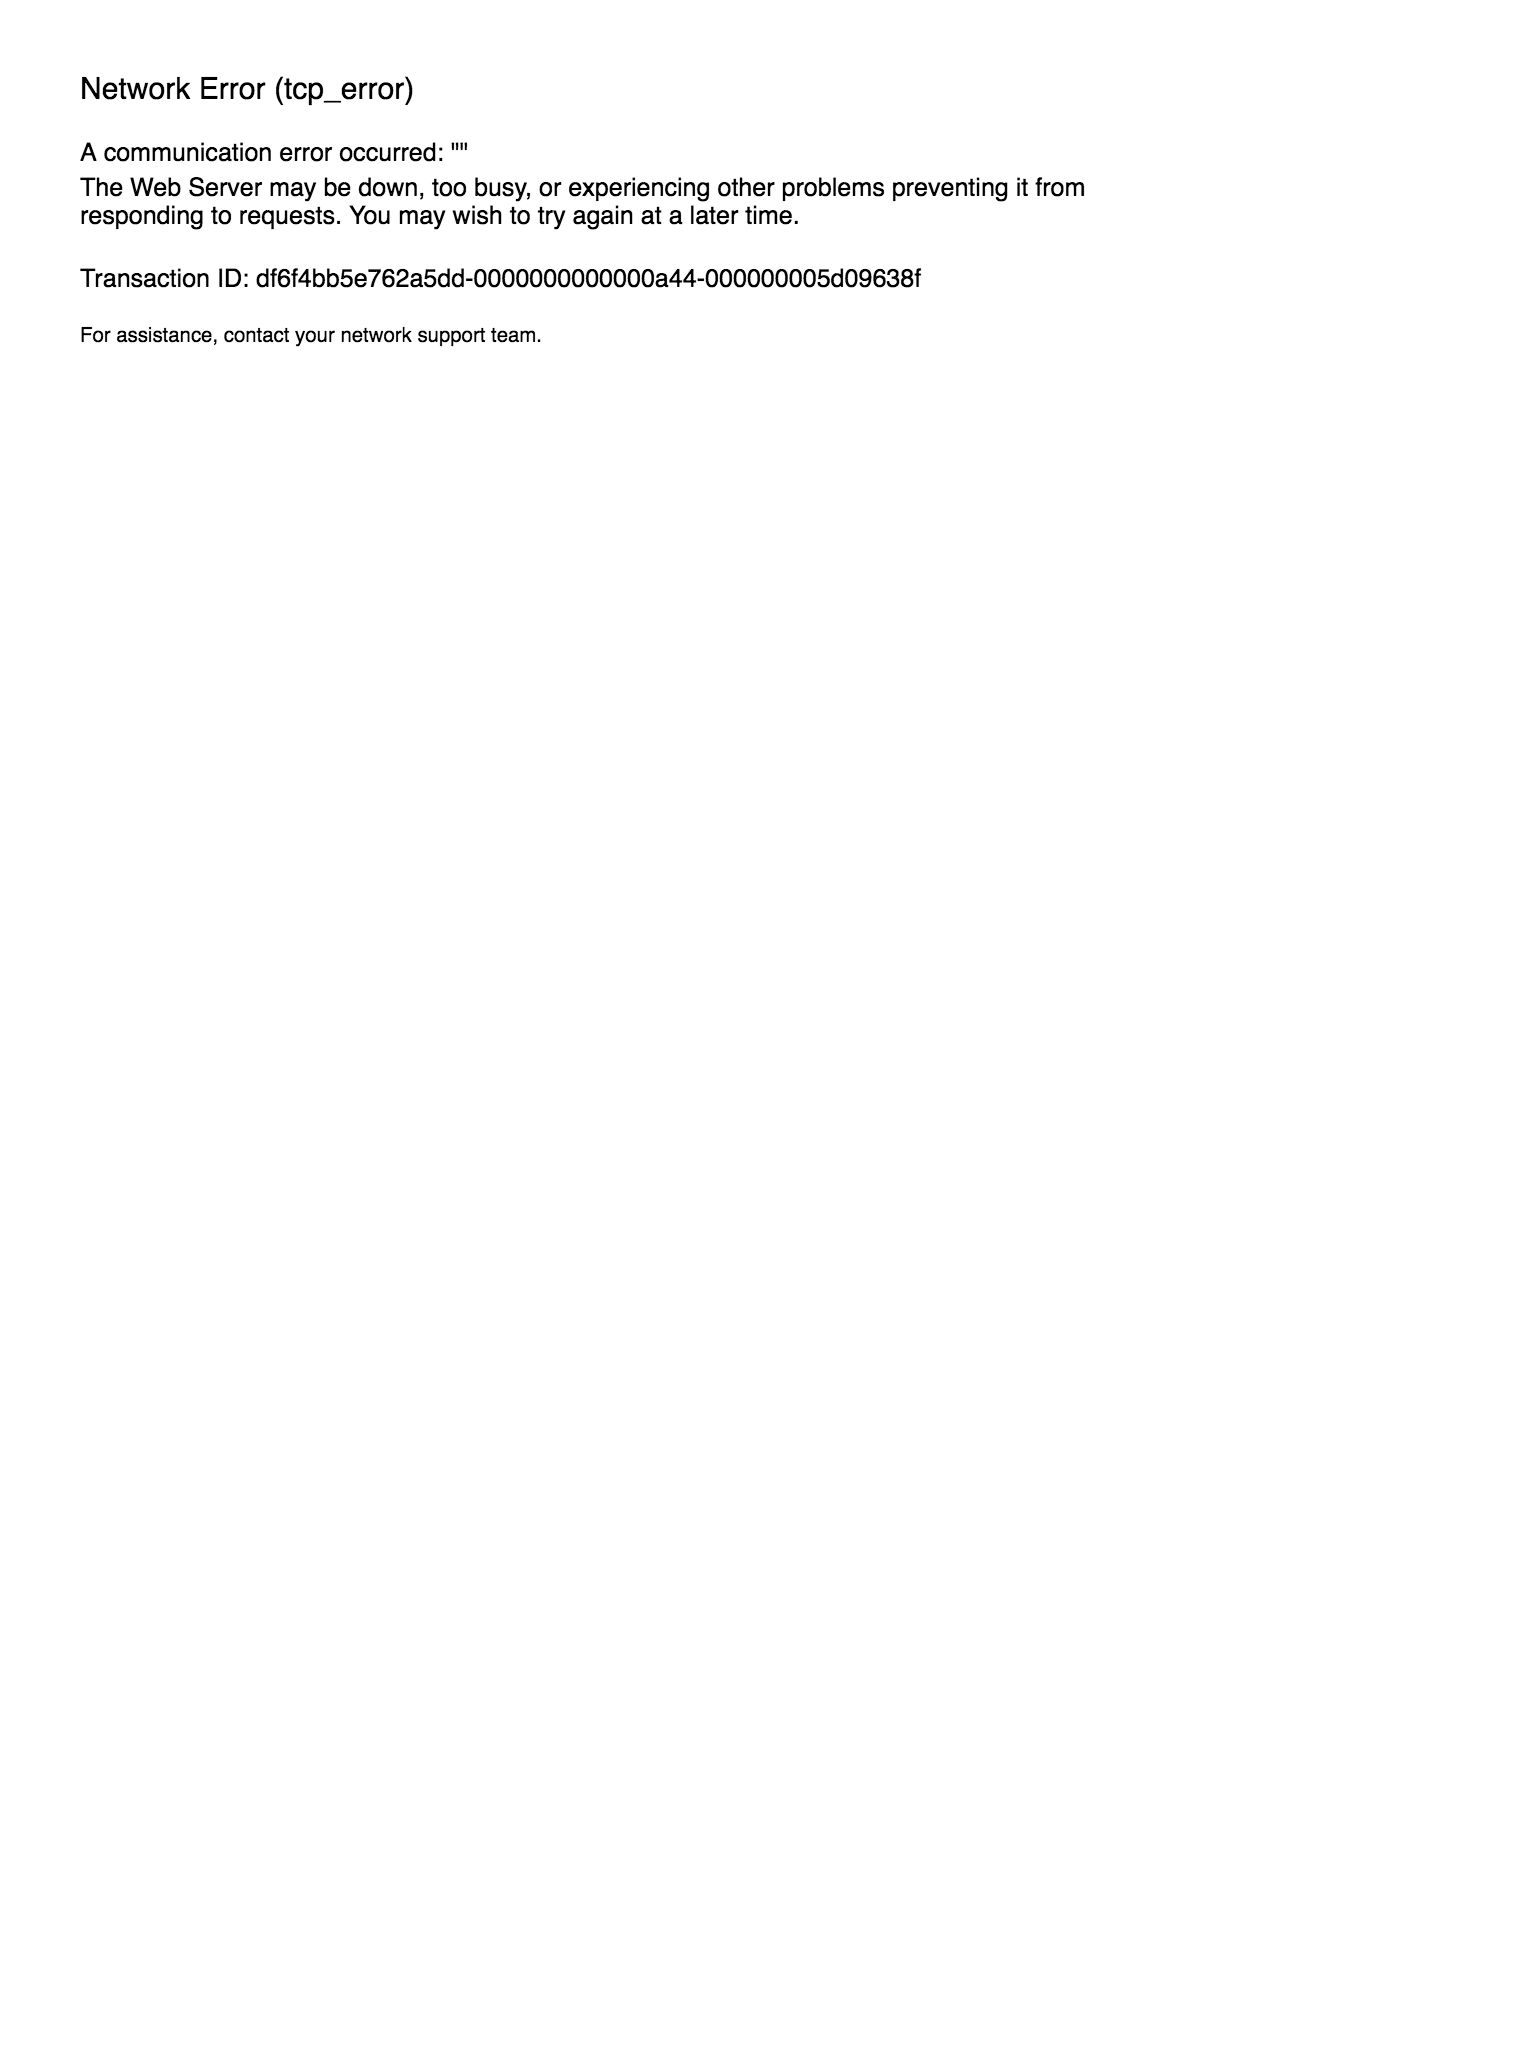 Network Error (tcp_error)
A communication error occurred: ""
The Web Server may be down, too busy, or experiencing other problems preventing it from
responding to requests. You may wish to try again at a later time.
Transaction ID: df6f4bb5e762a5dd-0000000000000a44-000000005d09638f
For assistance, contact your network support team.